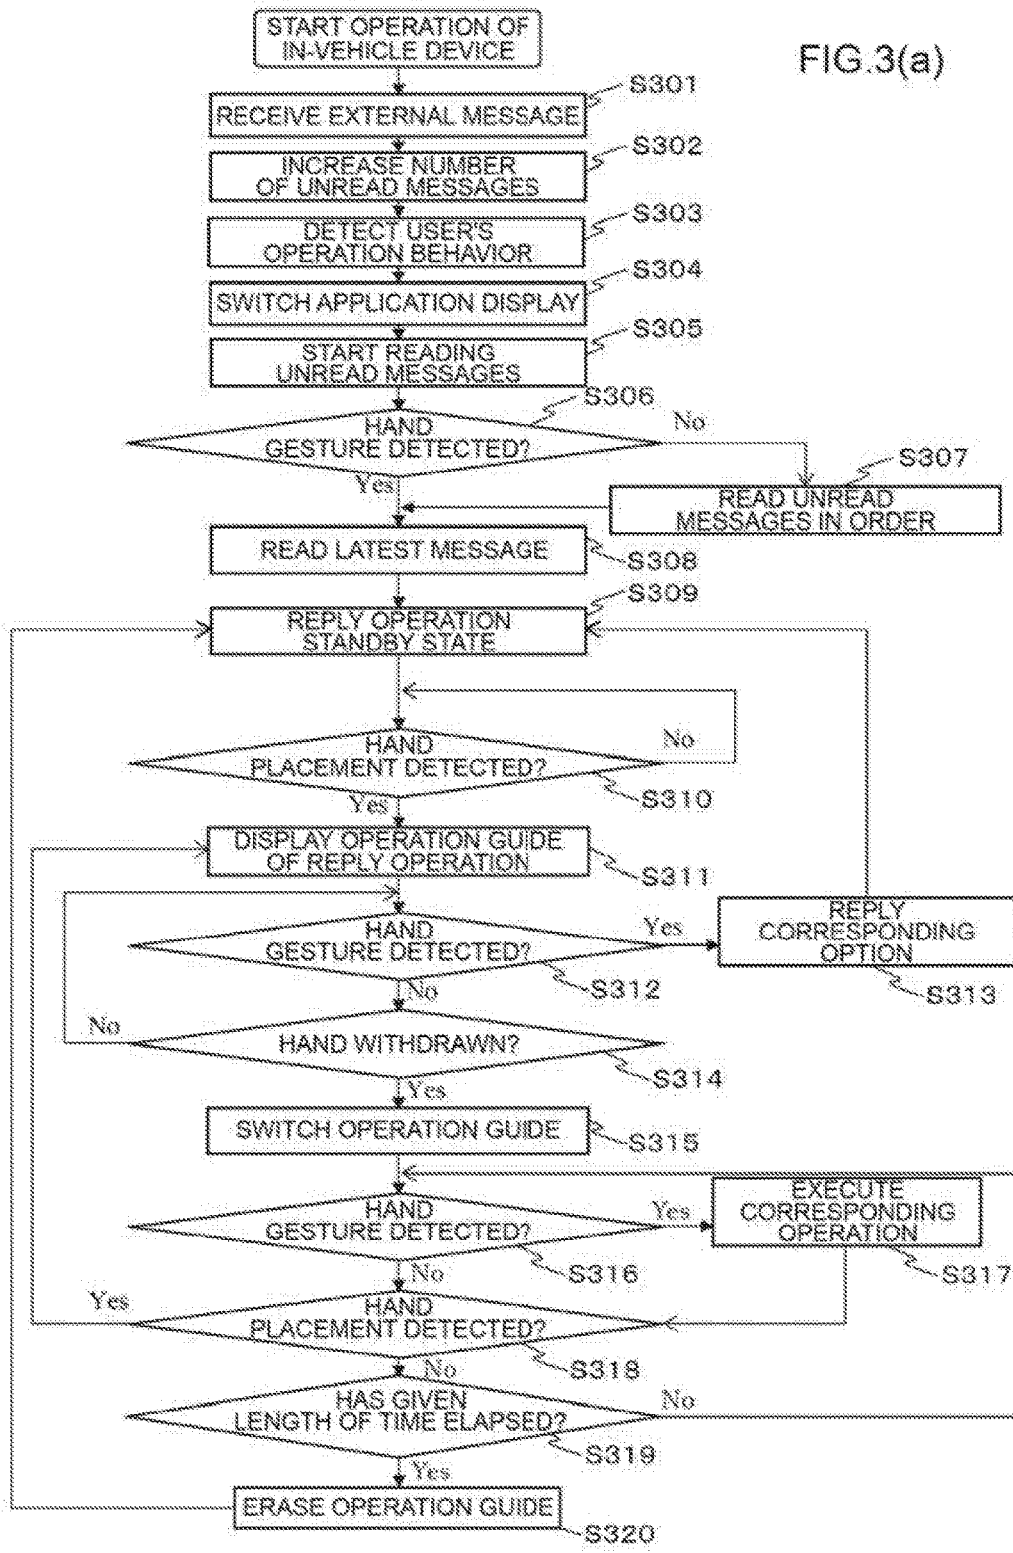 START OPERATION OF
IN-VEHICLE DEVICE
FIG.3(a)
S301
RECEIVE EXTERNAL MESSAGE
S302
INCREASE NUMBER
OF UNREAD MESSAGES
S303
DETECT USER'S
OPERATION BEHAVIOR
S304
SWITCH APPLICATION DISPLAY
S305
START READING
UNREAD MESSAGES
S306
HAND
GESTURE DETECTED?
No
Yes
S307
READ UNREAD
MESSAGES IN ORDER
READ LATEST MESSAGE
S308
S309
REPLY OPERATION
STANDBY STATE
HAND
PLACEMENT DETECTED?
No
S310
Yes
DISPLAY OPERATION GUIDE
OF REPLY OPERATION
S311
HAND
GESTURE DETECTED?
Yes
REPLY
CORRESPONDING
OPTION
S312
S313
No
No
HAND WITHDRAWN?
S314
Yes
SWITCH OPERATION GUIDE
S315
HAND
GESTURE DETECTED?
Yes
EXECUTE
CORRESPONDING
OPERATION
S316
S317
No
Yes
HAND
PLACEMENT DETECTED?
S318
No
HAS GIVEN
LENGTH OF TIME ELAPSED?
No
S319
Yes
ERASE OPERATION GUIDE
S320